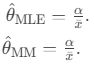 θ̂_MLE = α/x̄.
θ̂_MM = α/x̄.